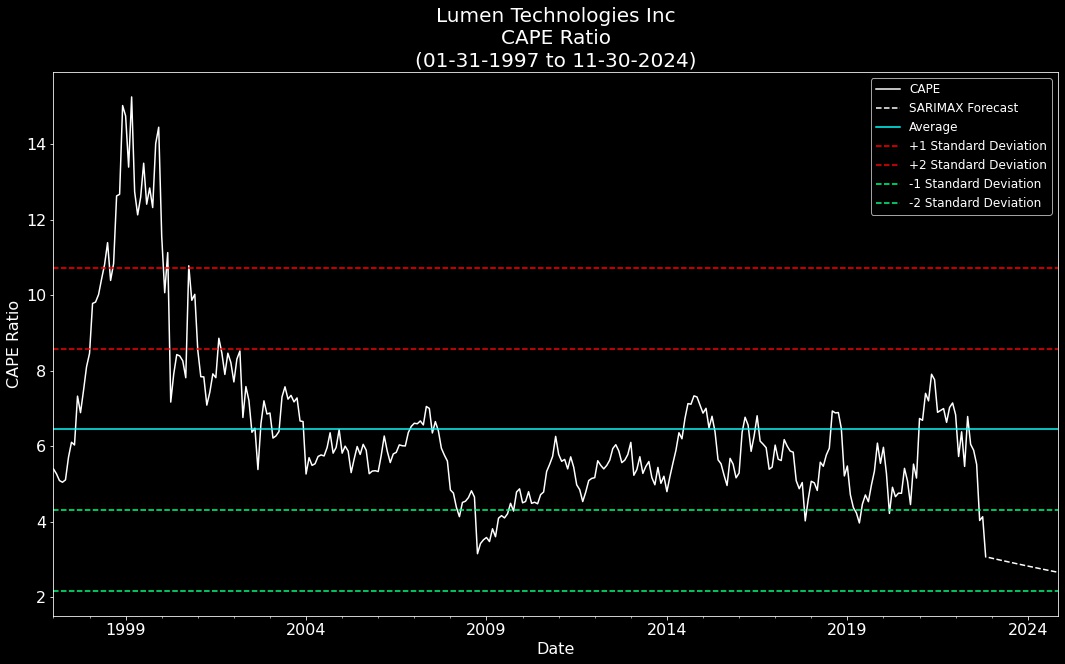 Lumen Technologies Inc
CAPE Ratio
(01-31-1997 to 11-30-2024)
CAPE
SARIMAX Forecast
Average
+1 Standard Deviation
+2 Standard Deviation
-1 Standard Deviation
-2 Standard Deviation
CAPE Ratio
14
12
10
8
6
4
2
1999 2004 2009 2014 2019 2024
Date